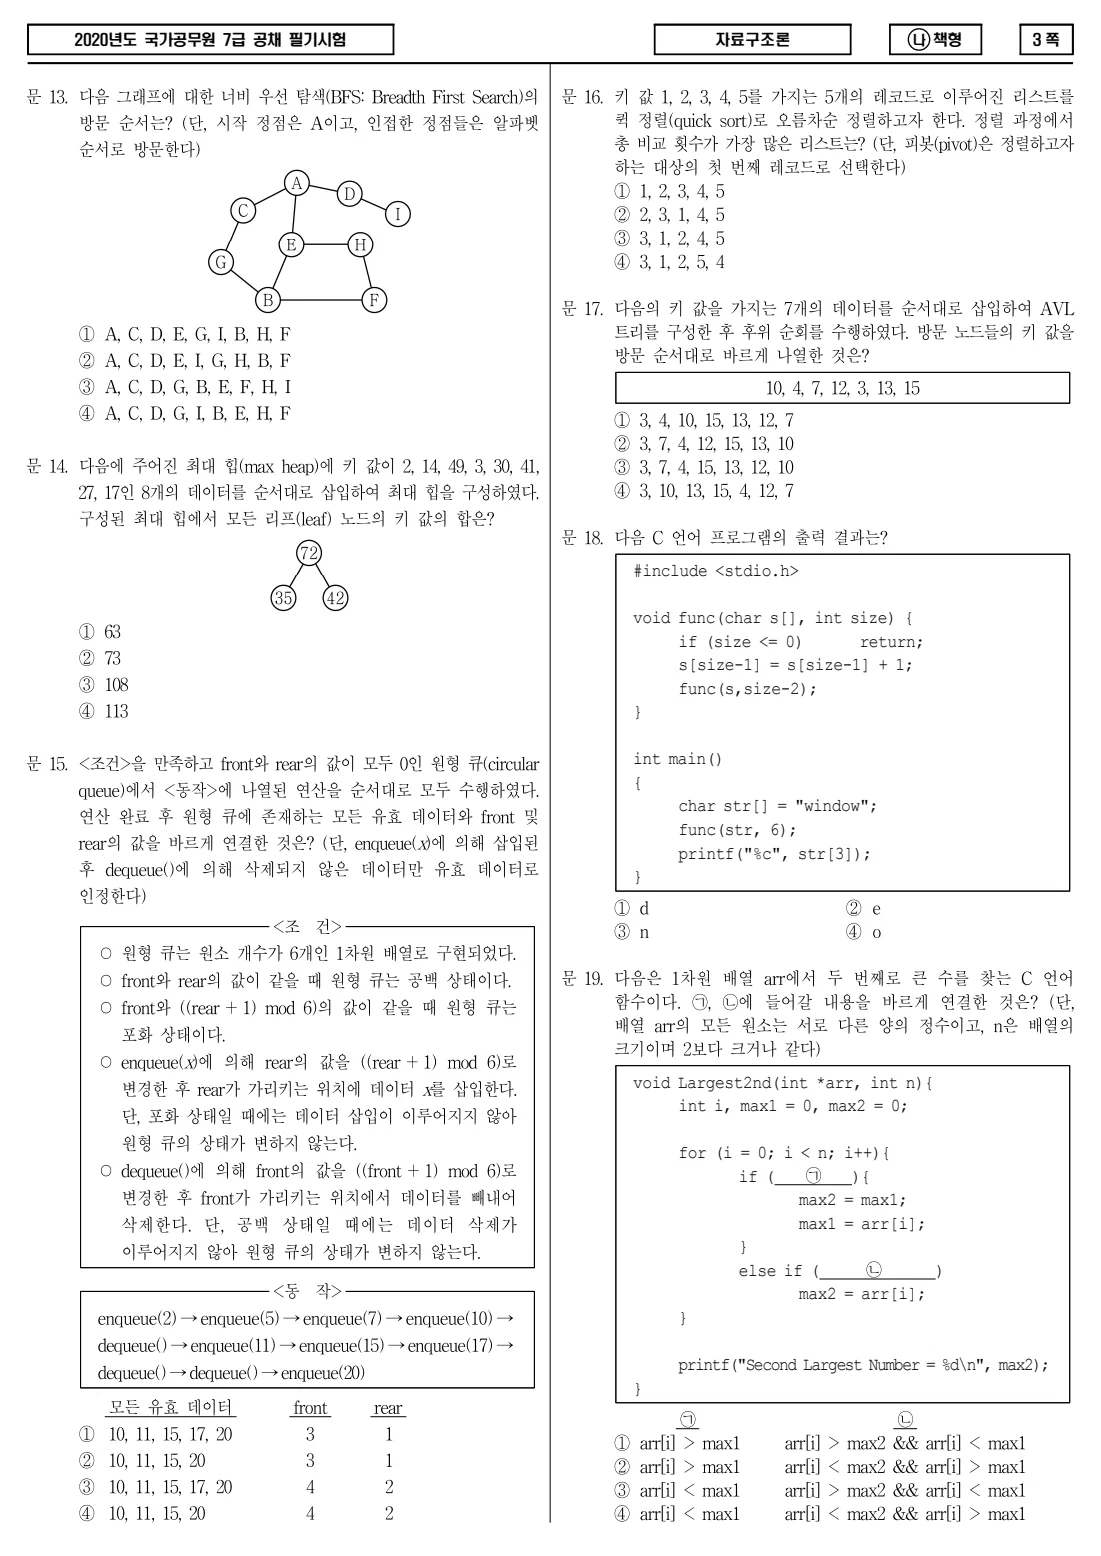 2020년도 국가공무원 7급 공채 필기시험
자료구조론
㉯ 책형
3 쪽
문 13. 다음 그래프에 대한 너비 우선 탐색(BFS: Breadth First Search)의
방문 순서는? (단, 시작 정점은 A이고, 인접한 정점들은 알파벳
순서로 방문한다)
A
D
C
I
E
H
G
B
F
① A, C, D, E, G, I, B, H, F
② A, C, D, E, I, G, H, B, F
③ A, C, D, G, B, E, F, H, I
④ A, C, D, G, I, B, E, H, F
문 14. 다음에 주어진 최대 힙(max heap)에 키 값이 2, 14, 49, 3, 30, 41,
27, 17인 8개의 데이터를 순서대로 삽입하여 최대 힙을 구성하였다.
구성된 최대 힙에서 모든 리프(leaf) 노드의 키 값의 합은?
72
35 42
① 63
② 73
③ 108
④ 113
문 15. <조건>을 만족하고 front와 rear의 값이 모두 0인 원형 큐(circular
queue)에서 <동작>에 나열된 연산을 순서대로 모두 수행하였다.
연산 완료 후 원형 큐에 존재하는 모든 유효 데이터와 front 및
rear의 값을 바르게 연결한 것은? (단, enqueue(x)에 의해 삽입된
후 dequeue()에 의해 삭제되지 않은 데이터만 유효 데이터로
인정한다)
<조 건>
○ 원형 큐는 원소 개수가 6개인 1차원 배열로 구현되었다.
○ front와 rear의 값이 같을 때 원형 큐는 공백 상태이다.
○ front와 ((rear + 1) mod 6)의 값이 같을 때 원형 큐는
포화 상태이다.
○ enqueue(x)에 의해 rear의 값을 ((rear + 1) mod 6)로
변경한 후 rear가 가리키는 위치에 데이터 x를 삽입한다.
단, 포화 상태일 때에는 데이터 삽입이 이루어지지 않아
원형 큐의 상태가 변하지 않는다.
○ dequeue()에 의해 front의 값을 ((front + 1) mod 6)로
변경한 후 front가 가리키는 위치에서 데이터를 빼내어
삭제한다. 단, 공백 상태일 때에는 데이터 삭제가
이루어지지 않아 원형 큐의 상태가 변하지 않는다.
<동 작>
enqueue(2) → enqueue(5) → enqueue(7) → enqueue(10) →
dequeue() → enqueue(11) → enqueue(15) → enqueue(17) →
dequeue() → dequeue() → enqueue(20)
모든 유효 데이터 front rear
① 10, 11, 15, 17, 20 3 1
② 10, 11, 15, 20 3 1
③ 10, 11, 15, 17, 20 4 2
④ 10, 11, 15, 20 4 2
문 16. 키 값 1, 2, 3, 4, 5를 가지는 5개의 레코드로 이루어진 리스트를
퀵 정렬(quick sort)로 오름차순 정렬하고자 한다. 정렬 과정에서
총 비교 횟수가 가장 많은 리스트는? (단, 피봇(pivot)은 정렬하고자
하는 대상의 첫 번째 레코드로 선택한다)
① 1, 2, 3, 4, 5
② 2, 3, 1, 4, 5
③ 3, 1, 2, 4, 5
④ 3, 1, 2, 5, 4
문 17. 다음의 키 값을 가지는 7개의 데이터를 순서대로 삽입하여 AVL
트리를 구성한 후 후위 순회를 수행하였다. 방문 노드들의 키 값을
방문 순서대로 바르게 나열한 것은?
10, 4, 7, 12, 3, 13, 15
① 3, 4, 10, 15, 13, 12, 7
② 3, 7, 4, 12, 15, 13, 10
③ 3, 7, 4, 15, 13, 12, 10
④ 3, 10, 13, 15, 4, 12, 7
문 18. 다음 C 언어 프로그램의 출력 결과는?
#include <stdio.h>
void func(char s[], int size) {
if (size <= 0) return;
s[size-1] = s[size-1] + 1;
func(s,size-2);
}
int main()
{
char str[] = "window";
func(str, 6);
printf("%c", str[3]);
}
① d ② e
③ n ④ o
문 19. 다음은 1차원 배열 arr에서 두 번째로 큰 수를 찾는 C 언어
함수이다. ㉠, ㉡에 들어갈 내용을 바르게 연결한 것은? (단,
배열 arr의 모든 원소는 서로 다른 양의 정수이고, n은 배열의
크기이며 2보다 크거나 같다)
void Largest2nd(int *arr, int n){
int i, max1 = 0, max2 = 0;
for (i = 0; i < n; i++){
if (___㉠___){
max2 = max1;
max1 = arr[i];
}
else if (____㉡____)
max2 = arr[i];
}
printf("Second Largest Number = %d\n", max2);
}
㉠ ㉡
① arr[i] > max1 arr[i] > max2 && arr[i] < max1
② arr[i] > max1 arr[i] < max2 && arr[i] > max1
③ arr[i] < max1 arr[i] > max2 && arr[i] < max1
④ arr[i] < max1 arr[i] < max2 && arr[i] > max1